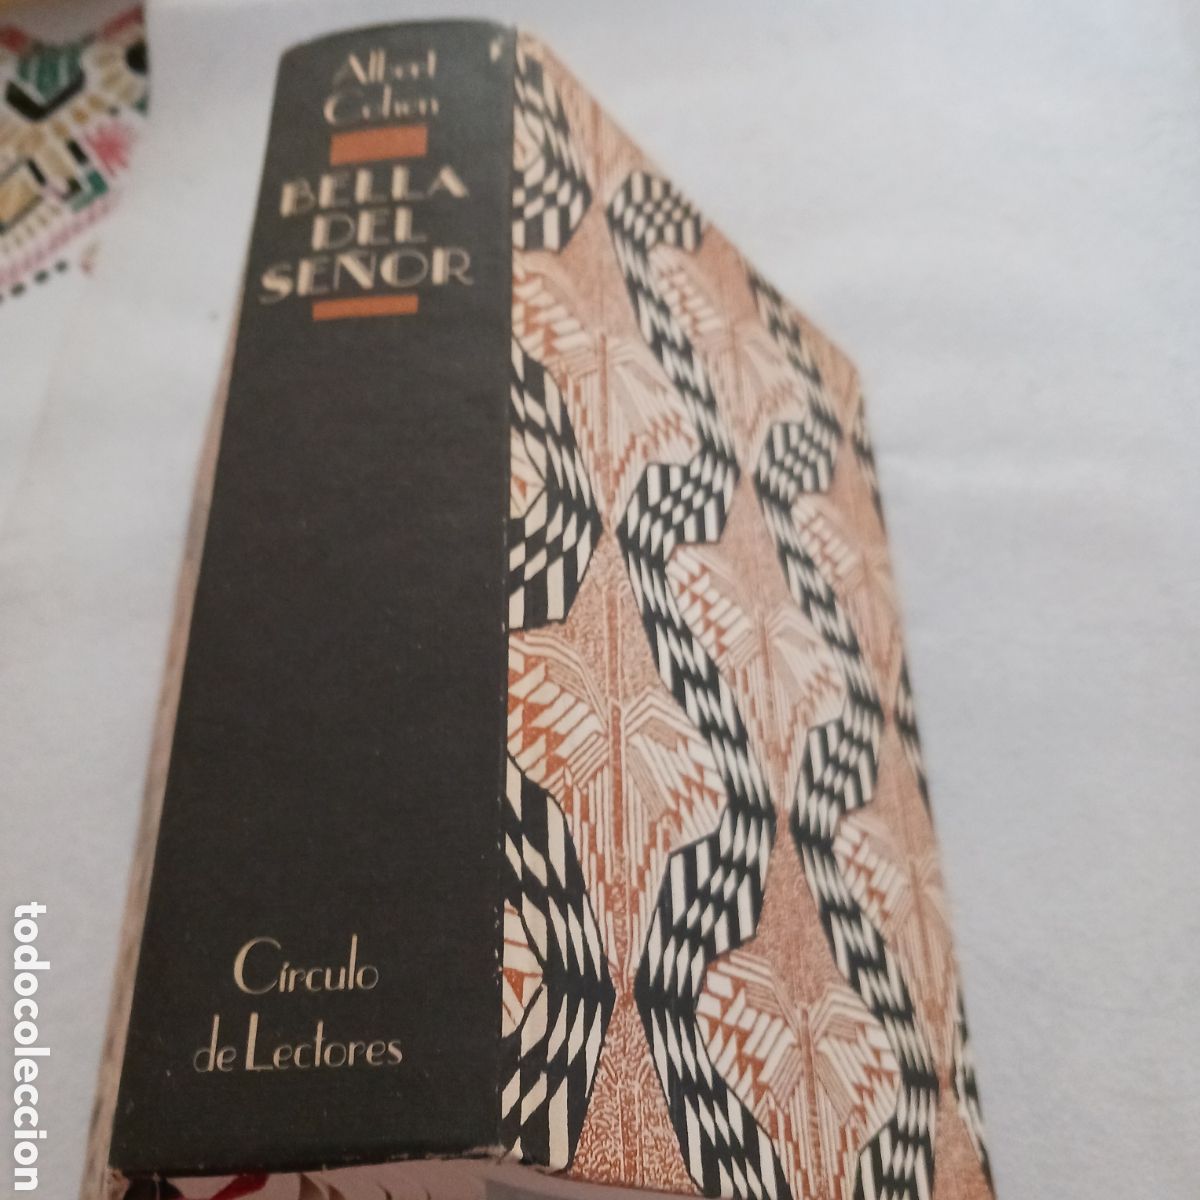 Albert
Cohen
BELLA
DEL
SEÑOR
Círculo
de Lectores
todocoleccion